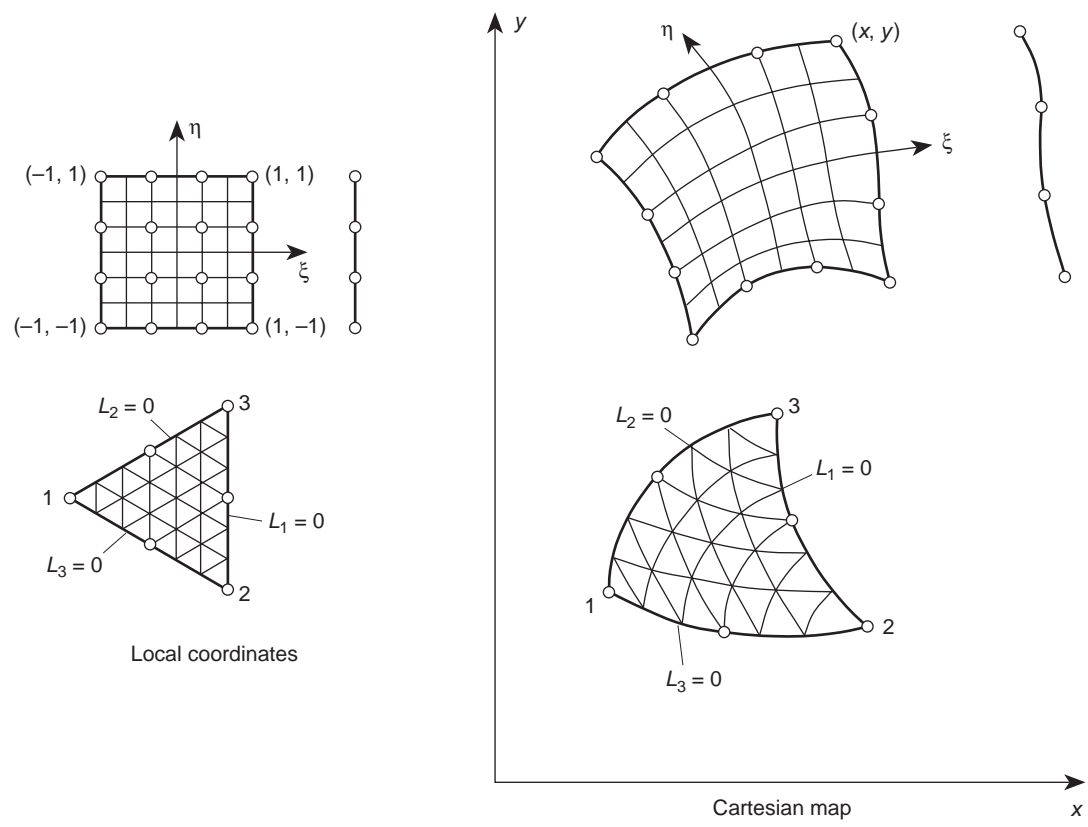 η
(–1, 1)
(1, 1)
ξ
(–1, –1)
(1, –1)
L2 = 0
3
1
L1 = 0
L3 = 0
2
Local coordinates
y
η
(x, y)
ξ
L2 = 0
3
L1 = 0
1
2
L3 = 0
Cartesian map
x